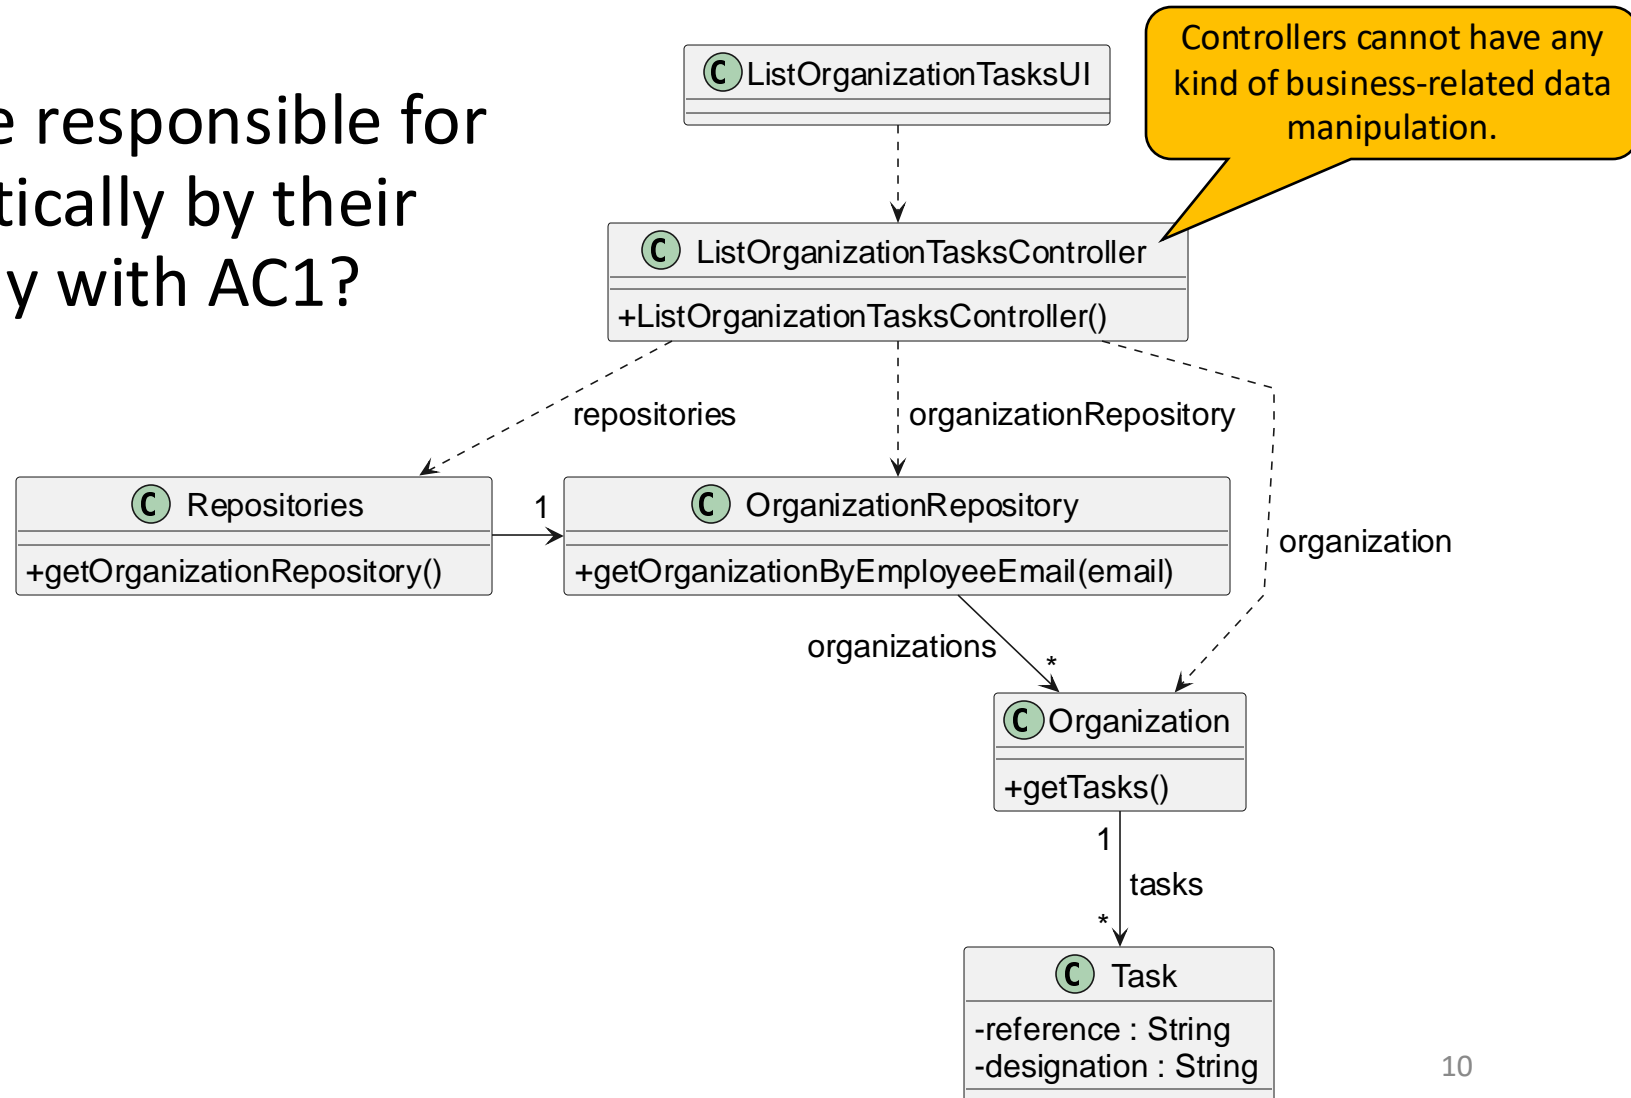 e responsible for
tically by their
y with AC1?
Controllers cannot have any
kind of business-related data
manipulation.
C ListOrganizationTasksUI
C ListOrganizationTasksController
+ListOrganizationTasksController()
repositories
organizationRepository
organization
C Repositories
+getOrganizationRepository()
1
C OrganizationRepository
+getOrganizationByEmployeeEmail(email)
organizations
*
C Organization
+getTasks()
1
tasks
*
C Task
-reference : String
-designation : String
10